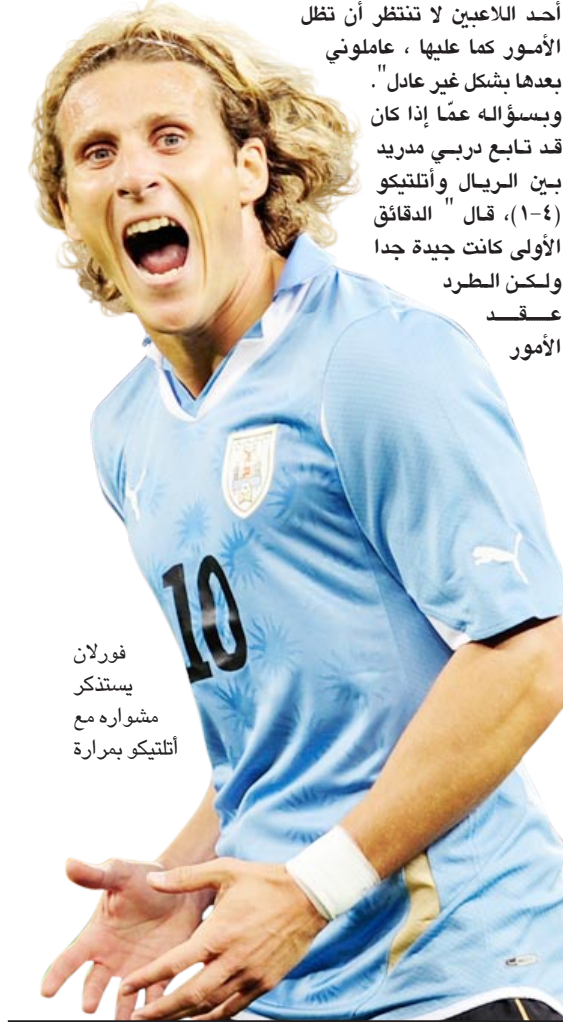 أحد اللاعبين لا تنتظر أن تظل
الأمور كما عليها ، عاملوني
بعدها بشكل غير عادل".
وبسؤاله عمّا إذا كان
قد تابع دربي مدريد
بين الريال وأتلتيكو
(٤-١)، قال " الدقائق
الأولى كانت جيدة جدا
ولكن الطرد
عـــقـــد
الأمور
10
فورلان
يستذكر
مشواره مع
أتلتيكو بمرارة